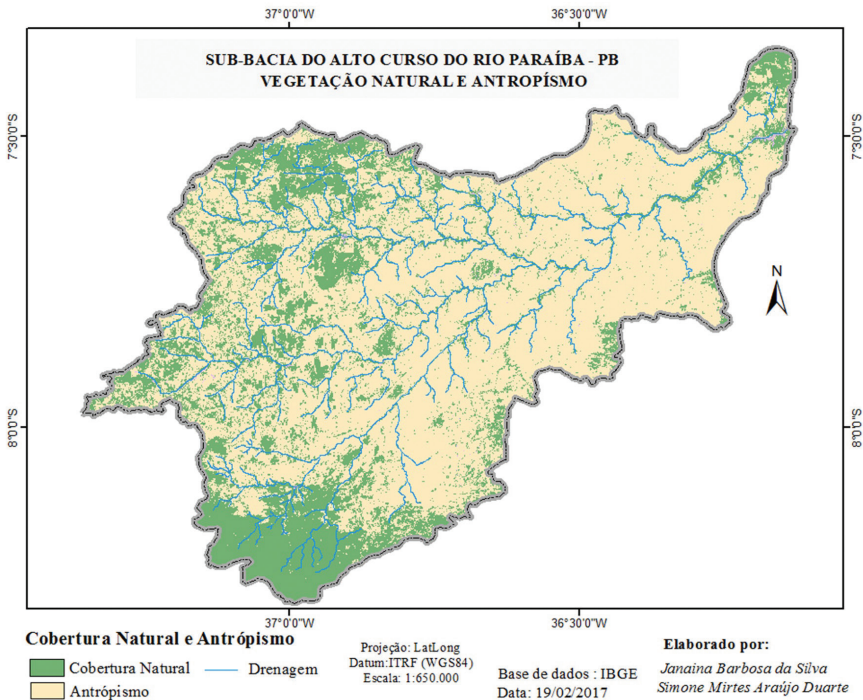 37°0'0"W
36°30'0"W
SUB-BACIA DO ALTO CURSO DO RIO PARAÍBA - PB
VEGETAÇÃO NATURAL E ANTROPÍSMO
7°30'0"S
7°30'0"S
N
8°0'0"S
8°0'0"S
37°0'0"W
36°30'0"W
Cobertura Natural e Antrópismo
Cobertura Natural
Drenagem
Antrópismo
Projeção: LatLong
Datum:ITRF (WGS84)
Escala: 1:650.000
Base de dados : IBGE
Data: 19/02/2017
Elaborado por:
Janaina Barbosa da Silva
Simone Mirtes Araújo Duarte